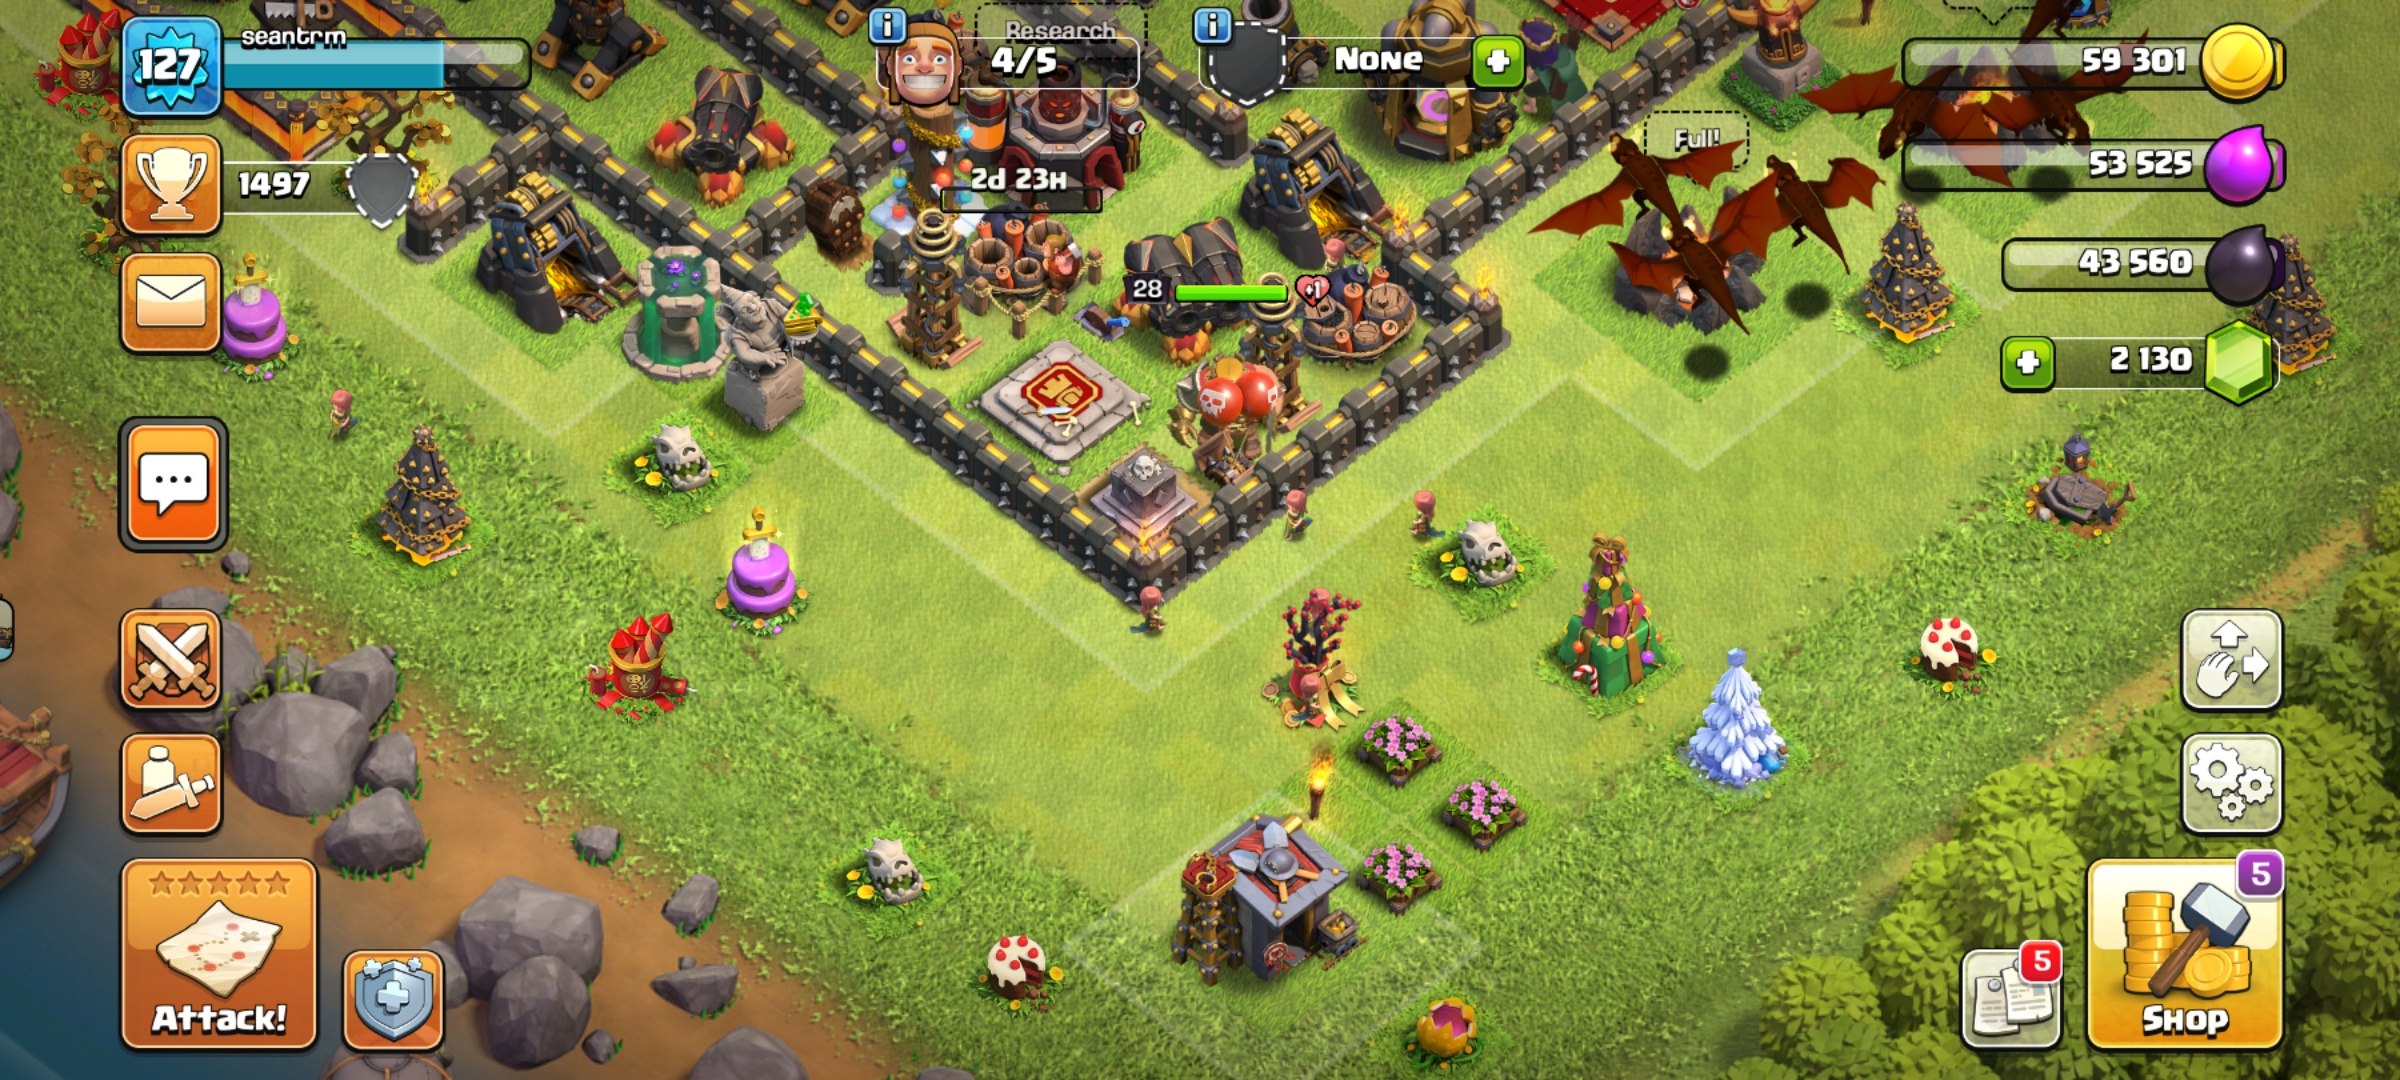 127
seantrm
Research
4/5
None
59 301
1497
2d 23H
Full!
53 525
43 560
28
+1
2 130
5
5
Attack!
Shop